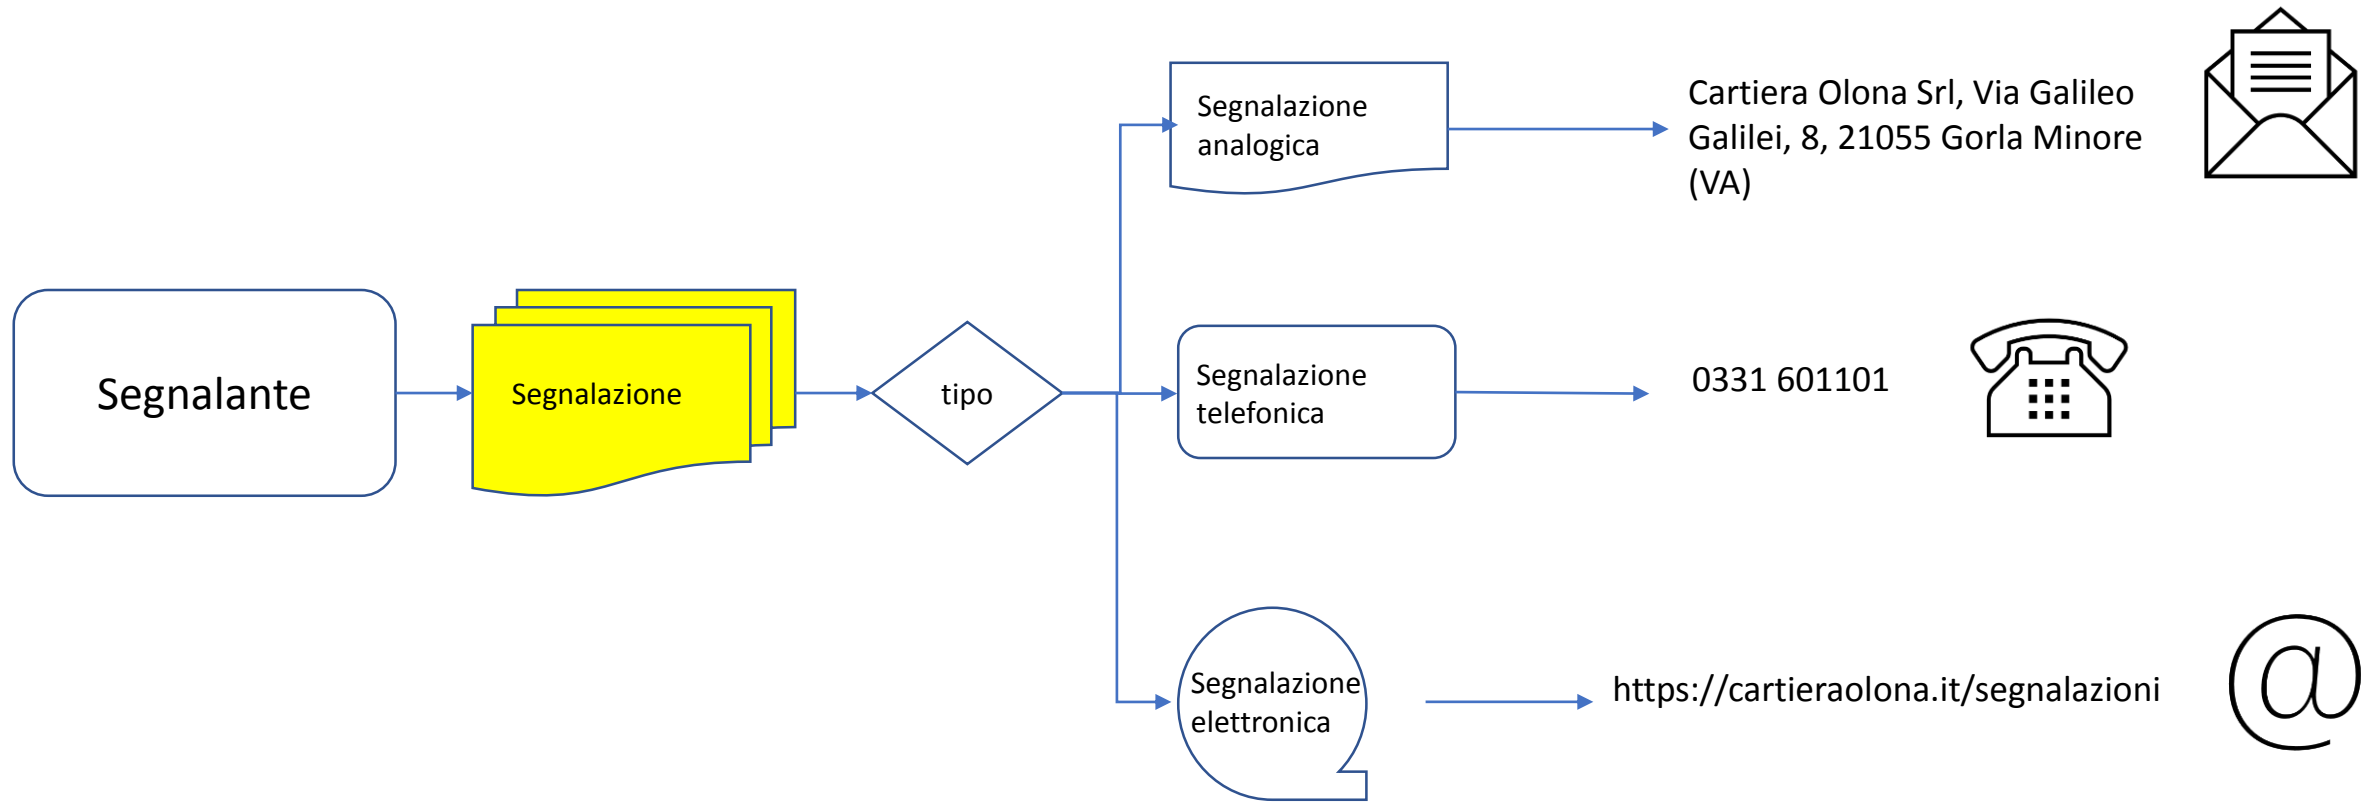 Segnalante
Segnalazione
tipo
Segnalazione
analogica
Cartiera Olona Srl, Via Galileo
Galilei, 8, 21055 Gorla Minore
(VA)
Segnalazione
telefonica
0331 601101
Segnalazione
elettronica
https://cartieraolona.it/segnalazioni
@